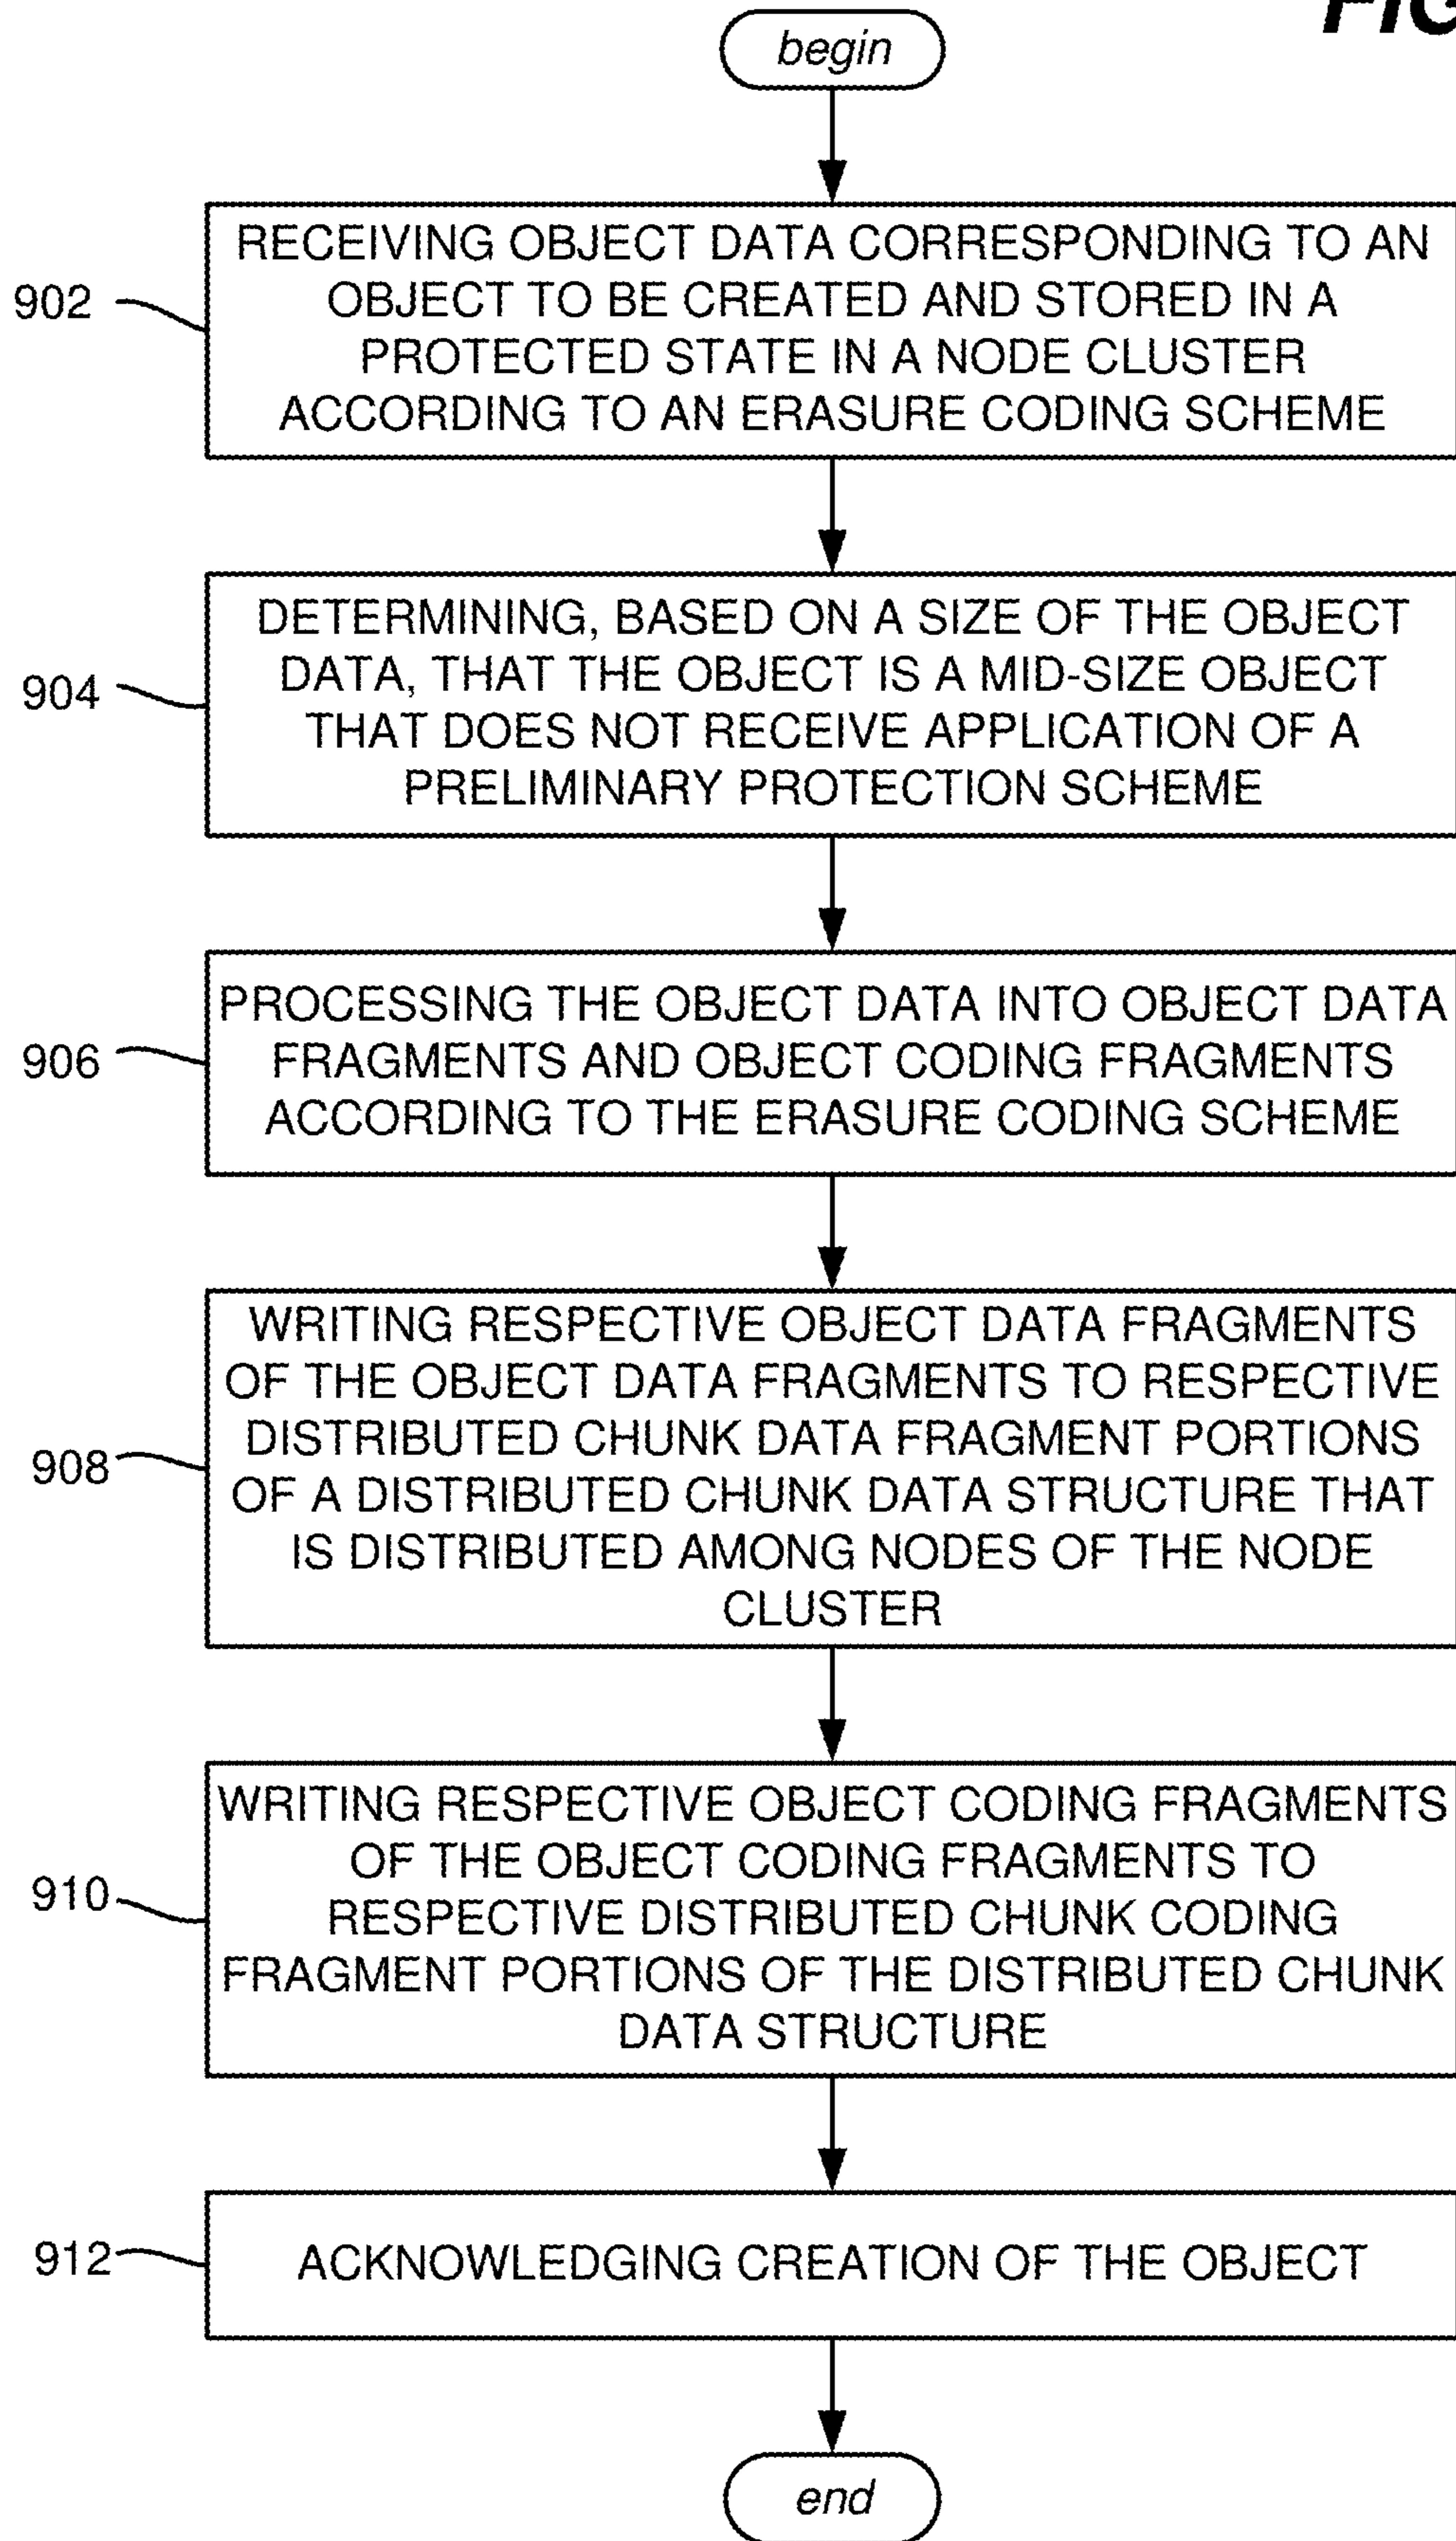 FIG
begin
902
RECEIVING OBJECT DATA CORRESPONDING TO AN
OBJECT TO BE CREATED AND STORED IN A
PROTECTED STATE IN A NODE CLUSTER
ACCORDING TO AN ERASURE CODING SCHEME
904
DETERMINING, BASED ON A SIZE OF THE OBJECT
DATA, THAT THE OBJECT IS A MID-SIZE OBJECT
THAT DOES NOT RECEIVE APPLICATION OF A
PRELIMINARY PROTECTION SCHEME
906
PROCESSING THE OBJECT DATA INTO OBJECT DATA
FRAGMENTS AND OBJECT CODING FRAGMENTS
ACCORDING TO THE ERASURE CODING SCHEME
908
WRITING RESPECTIVE OBJECT DATA FRAGMENTS
OF THE OBJECT DATA FRAGMENTS TO RESPECTIVE
DISTRIBUTED CHUNK DATA FRAGMENT PORTIONS
OF A DISTRIBUTED CHUNK DATA STRUCTURE THAT
IS DISTRIBUTED AMONG NODES OF THE NODE
CLUSTER
910
WRITING RESPECTIVE OBJECT CODING FRAGMENTS
OF THE OBJECT CODING FRAGMENTS TO
RESPECTIVE DISTRIBUTED CHUNK CODING
FRAGMENT PORTIONS OF THE DISTRIBUTED CHUNK
DATA STRUCTURE
912
ACKNOWLEDGING CREATION OF THE OBJECT
end